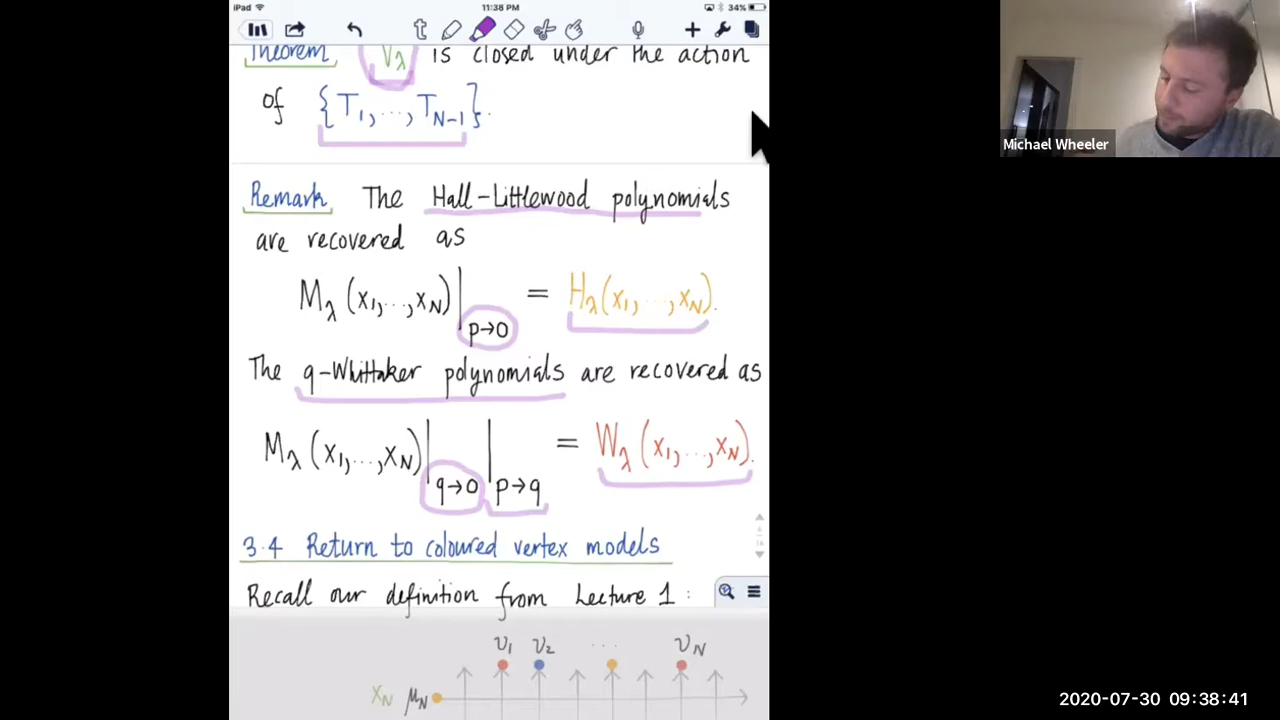 iPad 11:38 PM 34%
Theorem V_λ is closed under the action
of {T_1, ..., T_{N-1}}.
Remark The Hall-Littlewood polynomials
are recovered as
M_λ(x_1, ..., x_N)|_{p→0} = H_λ(x_1, ..., x_N).
The q-Whittaker polynomials are recovered as
M_λ(x_1, ..., x_N)|_{q→0}|_{p→q} = W_λ(x_1, ..., x_N).
3.4 Return to coloured vertex models
Recall our definition from Lecture 1 :
ν_1 ν_2 ... ν_N
x_N μ_N
Michael Wheeler
2020-07-30 09:38:41